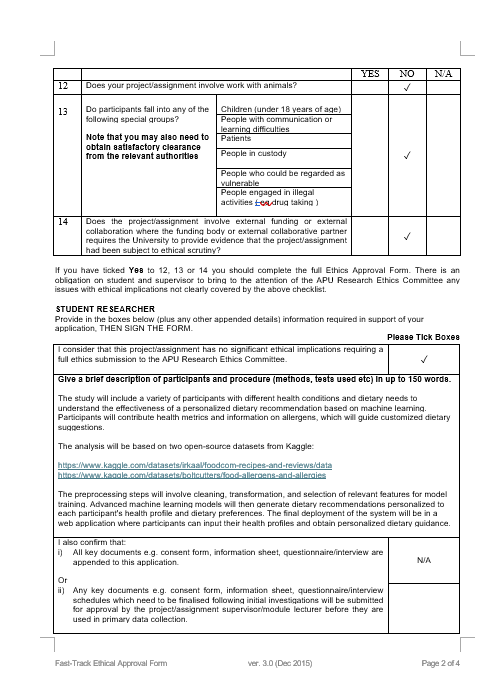 YES NO N/A
12 Does your project/assignment involve work with animals? ✓
13 Do participants fall into any of the
following special groups?
Note that you may also need to
obtain satisfactory clearance
from the relevant authorities
Children (under 18 years of age)
People with communication or
learning difficulties
Patients
People in custody
People who could be regarded as
vulnerable
People engaged in illegal
activities ( drug taking )
✓
14 Does the project/assignment involve external funding or external
collaboration where the funding body or external collaborative partner
requires the University to provide evidence that the project/assignment
had been subject to ethical scrutiny?
✓
If you have ticked Yes to 12, 13 or 14 you should complete the full Ethics Approval Form. There is an
obligation on student and supervisor to bring to the attention of the APU Research Ethics Committee any
issues with ethical implications not clearly covered by the above checklist.
STUDENT RESEARCHER
Provide in the boxes below (plus any other appended details) information required in support of your
application, THEN SIGN THE FORM.
Please Tick Boxes
I consider that this project/assignment has no significant ethical implications requiring a
full ethics submission to the APU Research Ethics Committee.
✓
Give a brief description of participants and procedure (methods, tests used etc) in up to 150 words.
The study will include a variety of participants with different health conditions and dietary needs to
understand the effectiveness of a personalized dietary recommendation based on machine learning.
Participants will contribute health metrics and information on allergens, which will guide customized dietary
suggestions.
The analysis will be based on two open-source datasets from Kaggle:
https://www.kaggle.com/datasets/irkaal/foodcom-recipes-and-reviews/data
https://www.kaggle.com/datasets/boltcutters/food-allergens-and-allergies
The preprocessing steps will involve cleaning, transformation, and selection of relevant features for model
training. Advanced machine learning models will then generate dietary recommendations personalized to
each participant's health profile and dietary preferences. The final deployment of the system will be in a
web application where participants can input their health profiles and obtain personalized dietary guidance.
I also confirm that:
i) All key documents e.g. consent form, information sheet, questionnaire/interview are
appended to this application.
N/A
Or
ii) Any key documents e.g. consent form, information sheet, questionnaire/interview
schedules which need to be finalised following initial investigations will be submitted
for approval by the project/assignment supervisor/module lecturer before they are
used in primary data collection.
Fast-Track Ethical Approval Form ver. 3.0 (Dec 2015) Page 2 of 4